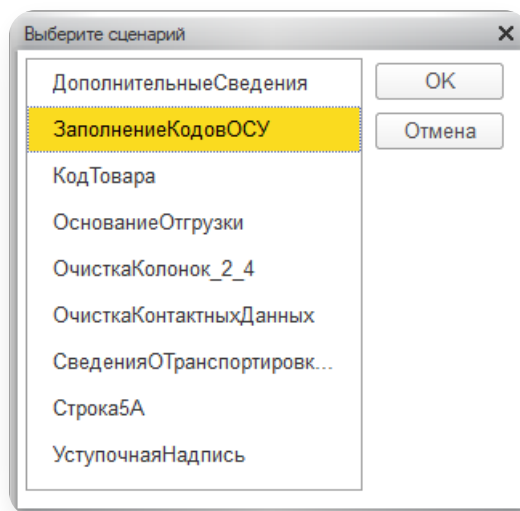 Выберите сценарий
ДополнительныеСведения
OK
ЗаполнениеКодовОСУ
Отмена
КодТовара
ОснованиеОтгрузки
ОчисткаКолонок_2_4
ОчисткаКонтактныхДанных
СведенияОТранспортировк...
Строка5А
УступочнаяНадпись